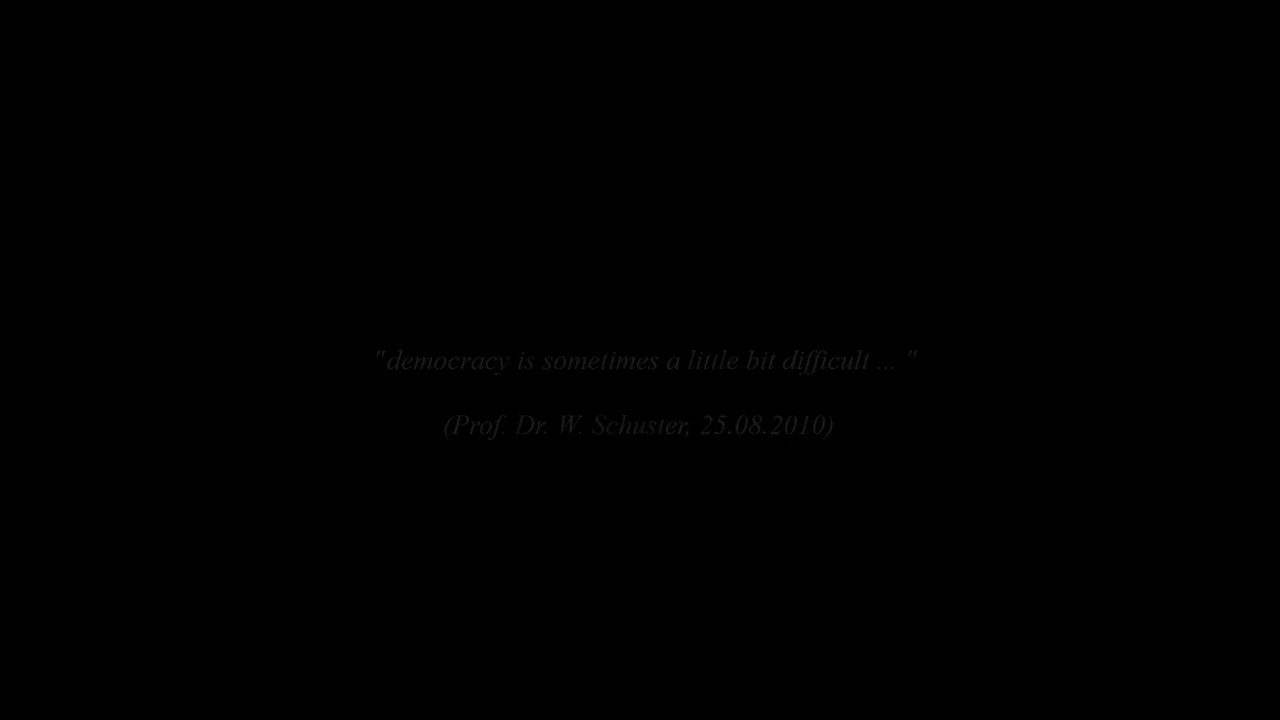 "democracy is sometimes a little bit difficult ... "
(Prof. Dr. W. Schuster, 25.08.2010)